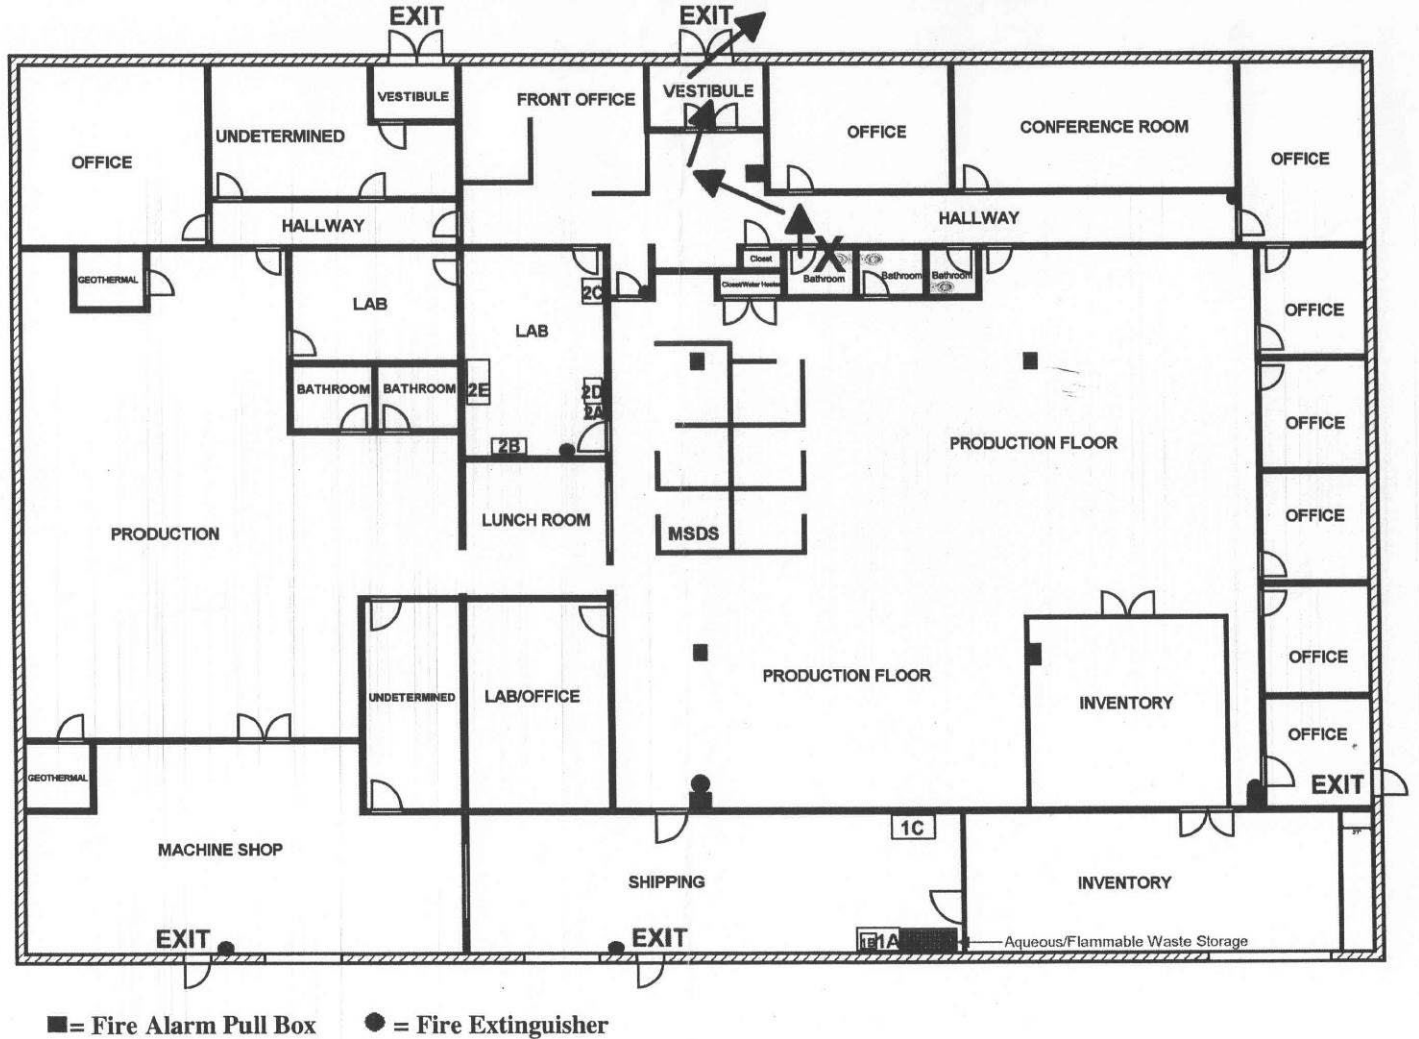 EXIT
EXIT
VESTIBULE
FRONT OFFICE
VESTIBULE
UNDETERMINED
OFFICE
OFFICE
CONFERENCE ROOM
OFFICE
HALLWAY
HALLWAY
X
GEOTHERMAL
LAB
2C
LAB
Closet
Closet/Water Heater
Bathroom
Bathroom
Bathroom
OFFICE
BATHROOM
BATHROOM
2E
2D
2A
2B
OFFICE
PRODUCTION FLOOR
LUNCH ROOM
OFFICE
PRODUCTION
MSDS
OFFICE
UNDETERMINED
LAB/OFFICE
PRODUCTION FLOOR
INVENTORY
OFFICE
GEOTHERMAL
EXIT
1C
MACHINE SHOP
SHIPPING
INVENTORY
EXIT
EXIT
1B
1A
Aqueous/Flammable Waste Storage
= Fire Alarm Pull Box
= Fire Extinguisher